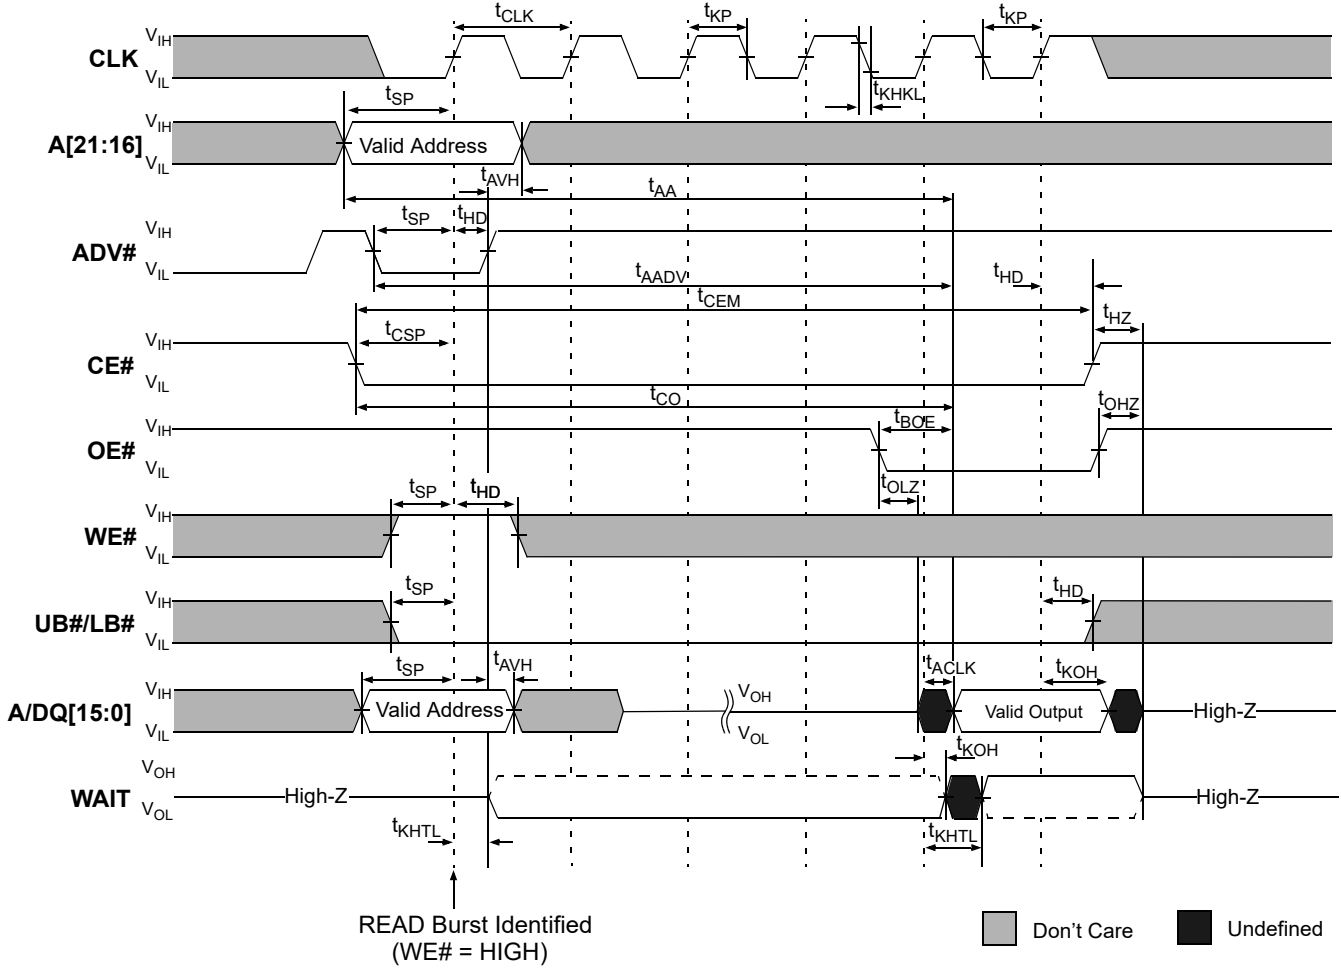 tCLK tKP tKP
CLK VIH
VIL
tSP tKHKL
A[21:16] VIH Valid Address
VIL
tAVH
tAA
tSP tHD
ADV# VIH
VIL
tAADV tHD
tCEM
tCSP tHZ
CE# VIH
VIL
tCO
tBOE tOHZ
OE# VIH
VIL
tOLZ
tSP tHD
WE# VIH
VIL
tSP tHD
UB#/LB# VIH
VIL
tSP tAVH tACLK tKOH
A/DQ[15:0] VIH Valid Address VOH Valid Output High-Z
VIL VOL
tKOH
WAIT VOH High-Z High-Z
VOL
tKHTL tKHTL
READ Burst Identified
(WE# = HIGH)
Don't Care Undefined